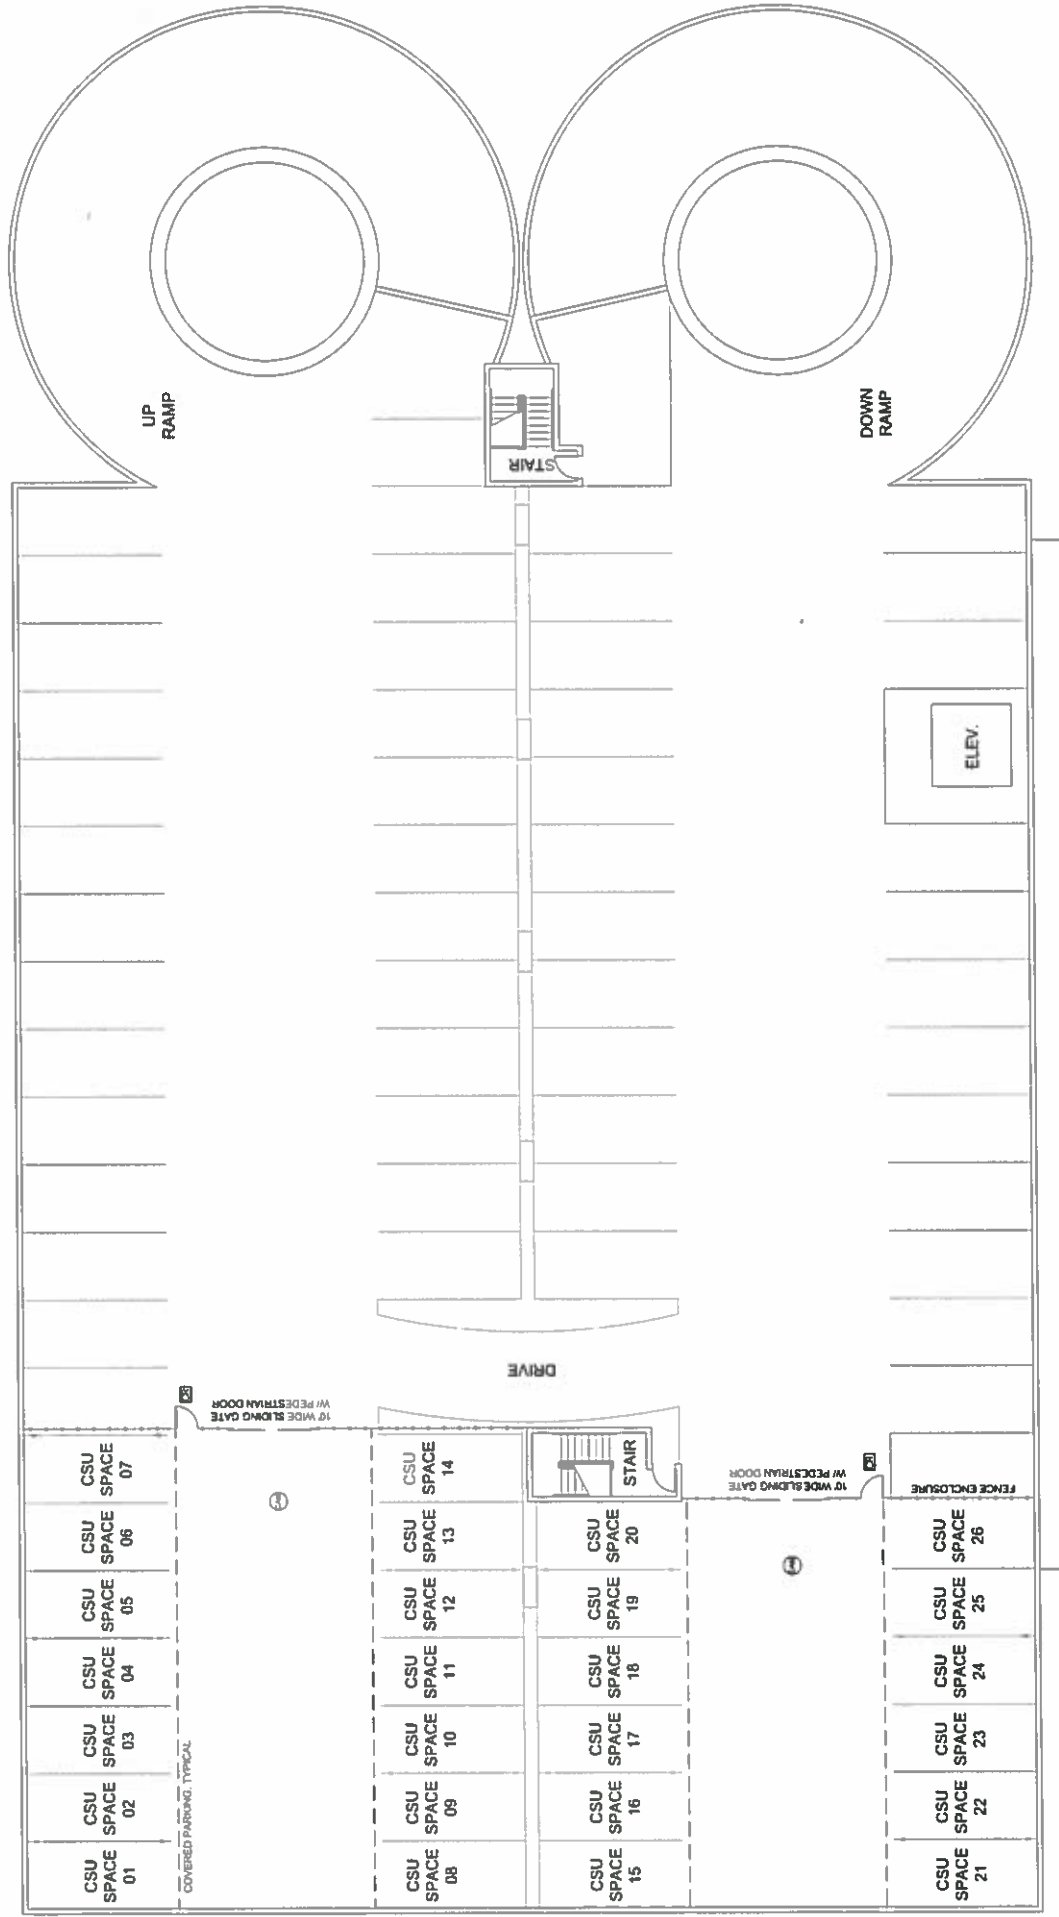 UP
RAMP
DOWN
RAMP
STAIR
ELEV.
DRIVE
10' WIDE SLIDING GATE
W/ PEDESTRIAN DOOR
CR
10' WIDE SLIDING GATE
W/ PEDESTRIAN DOOR
CR
STAIR
FENCE ENCLOSURE
COVERED PARKING, TYPICAL
CSU
SPACE
01
CSU
SPACE
02
CSU
SPACE
03
CSU
SPACE
04
CSU
SPACE
05
CSU
SPACE
06
CSU
SPACE
07
CSU
SPACE
08
CSU
SPACE
09
CSU
SPACE
10
CSU
SPACE
11
CSU
SPACE
12
CSU
SPACE
13
CSU
SPACE
14
CSU
SPACE
15
CSU
SPACE
16
CSU
SPACE
17
CSU
SPACE
18
CSU
SPACE
19
CSU
SPACE
20
CSU
SPACE
21
CSU
SPACE
22
CSU
SPACE
23
CSU
SPACE
24
CSU
SPACE
25
CSU
SPACE
26